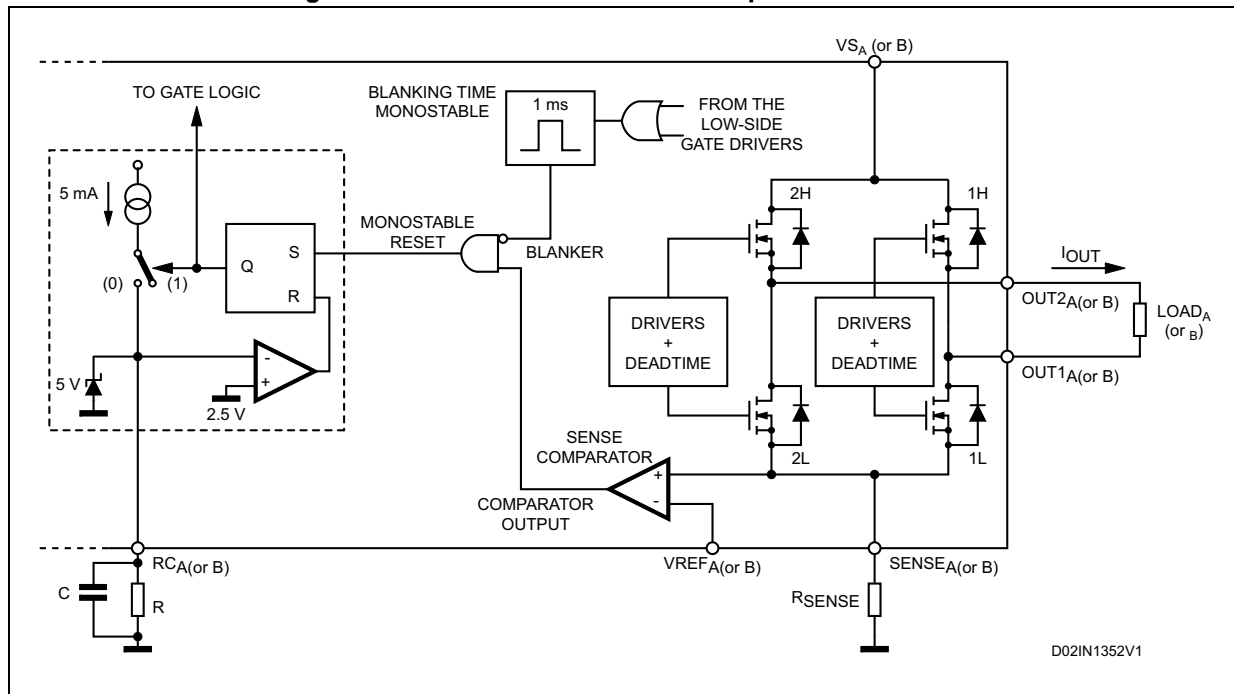 VSA (or B)
TO GATE LOGIC
BLANKING TIME
MONOSTABLE
1 ms
FROM THE
LOW-SIDE
GATE DRIVERS
5 mA
2H
1H
MONOSTABLE
RESET
BLANKER
IOUT
Q
S
R
(0)
(1)
OUT2A(or B)
LOADA
(or B)
DRIVERS
+
DEADTIME
DRIVERS
+
DEADTIME
OUT1A(or B)
5 V
-
+
2.5 V
SENSE
COMPARATOR
2L
1L
+
-
COMPARATOR
OUTPUT
RCA(or B)
VREFA(or B)
SENSEA(or B)
C
R
RSENSE
D02IN1352V1